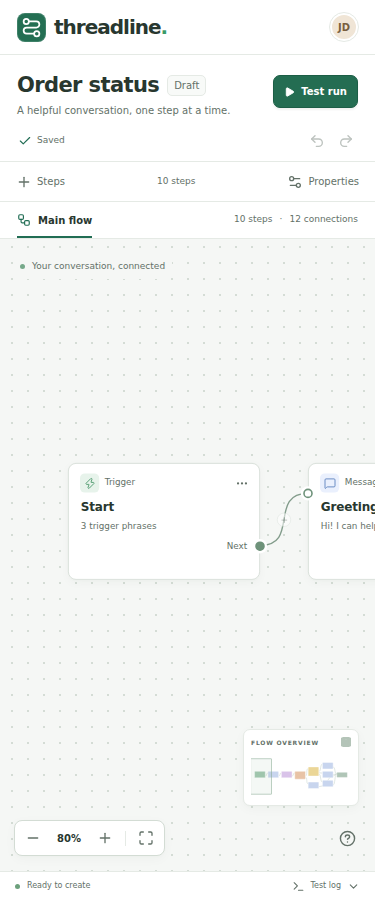 threadline.
JD
Order status
Draft
A helpful conversation, one step at a time.
Test run
Saved
Steps
10 steps
Properties
Main flow
10 steps · 12 connections
Your conversation, connected
Trigger
Start
3 trigger phrases
Next
Greeting
Hi! I can
FLOW OVERVIEW
80%
Ready to create
Test log